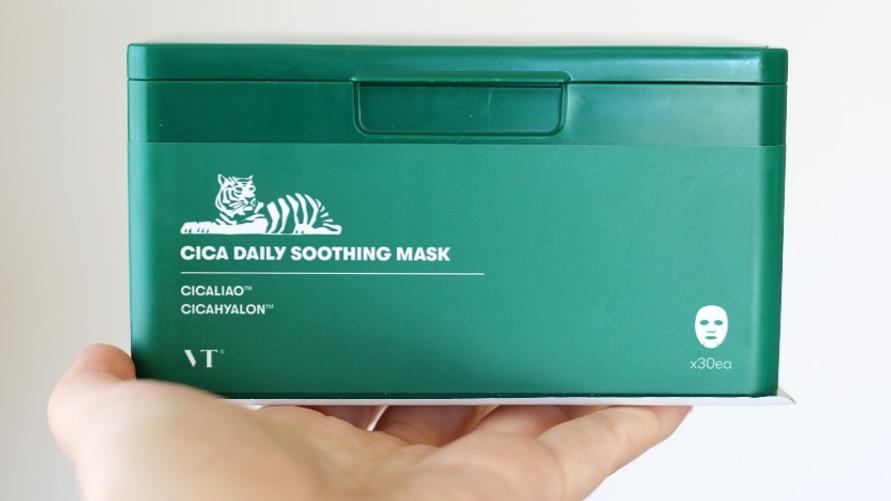 CICA DAILY SOOTHING MASK
CICALIAO™
CICAHYALON™
VT©
x30ea